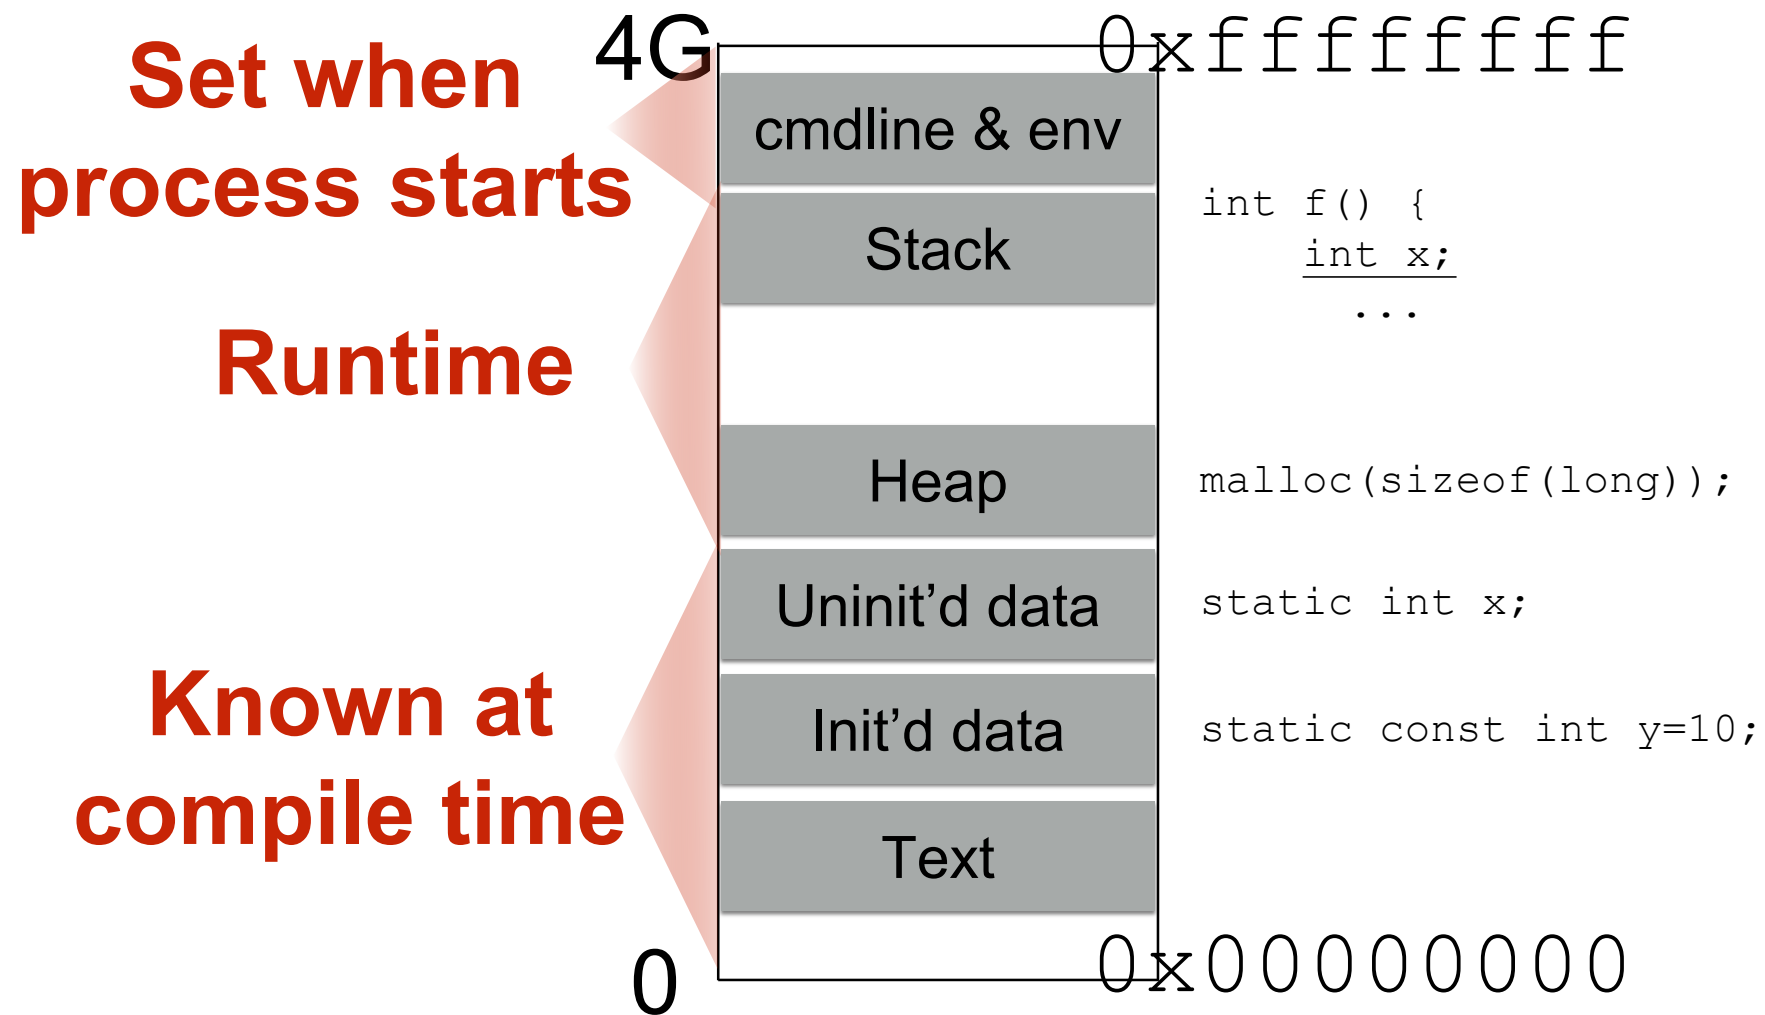 4G
0xffffffff
Set when
process starts
cmdline & env
Stack
int f() {
int x;
...
Runtime
Heap
malloc(sizeof(long));
Uninit’d data
static int x;
Known at
compile time
Init’d data
static const int y=10;
Text
0
0x00000000